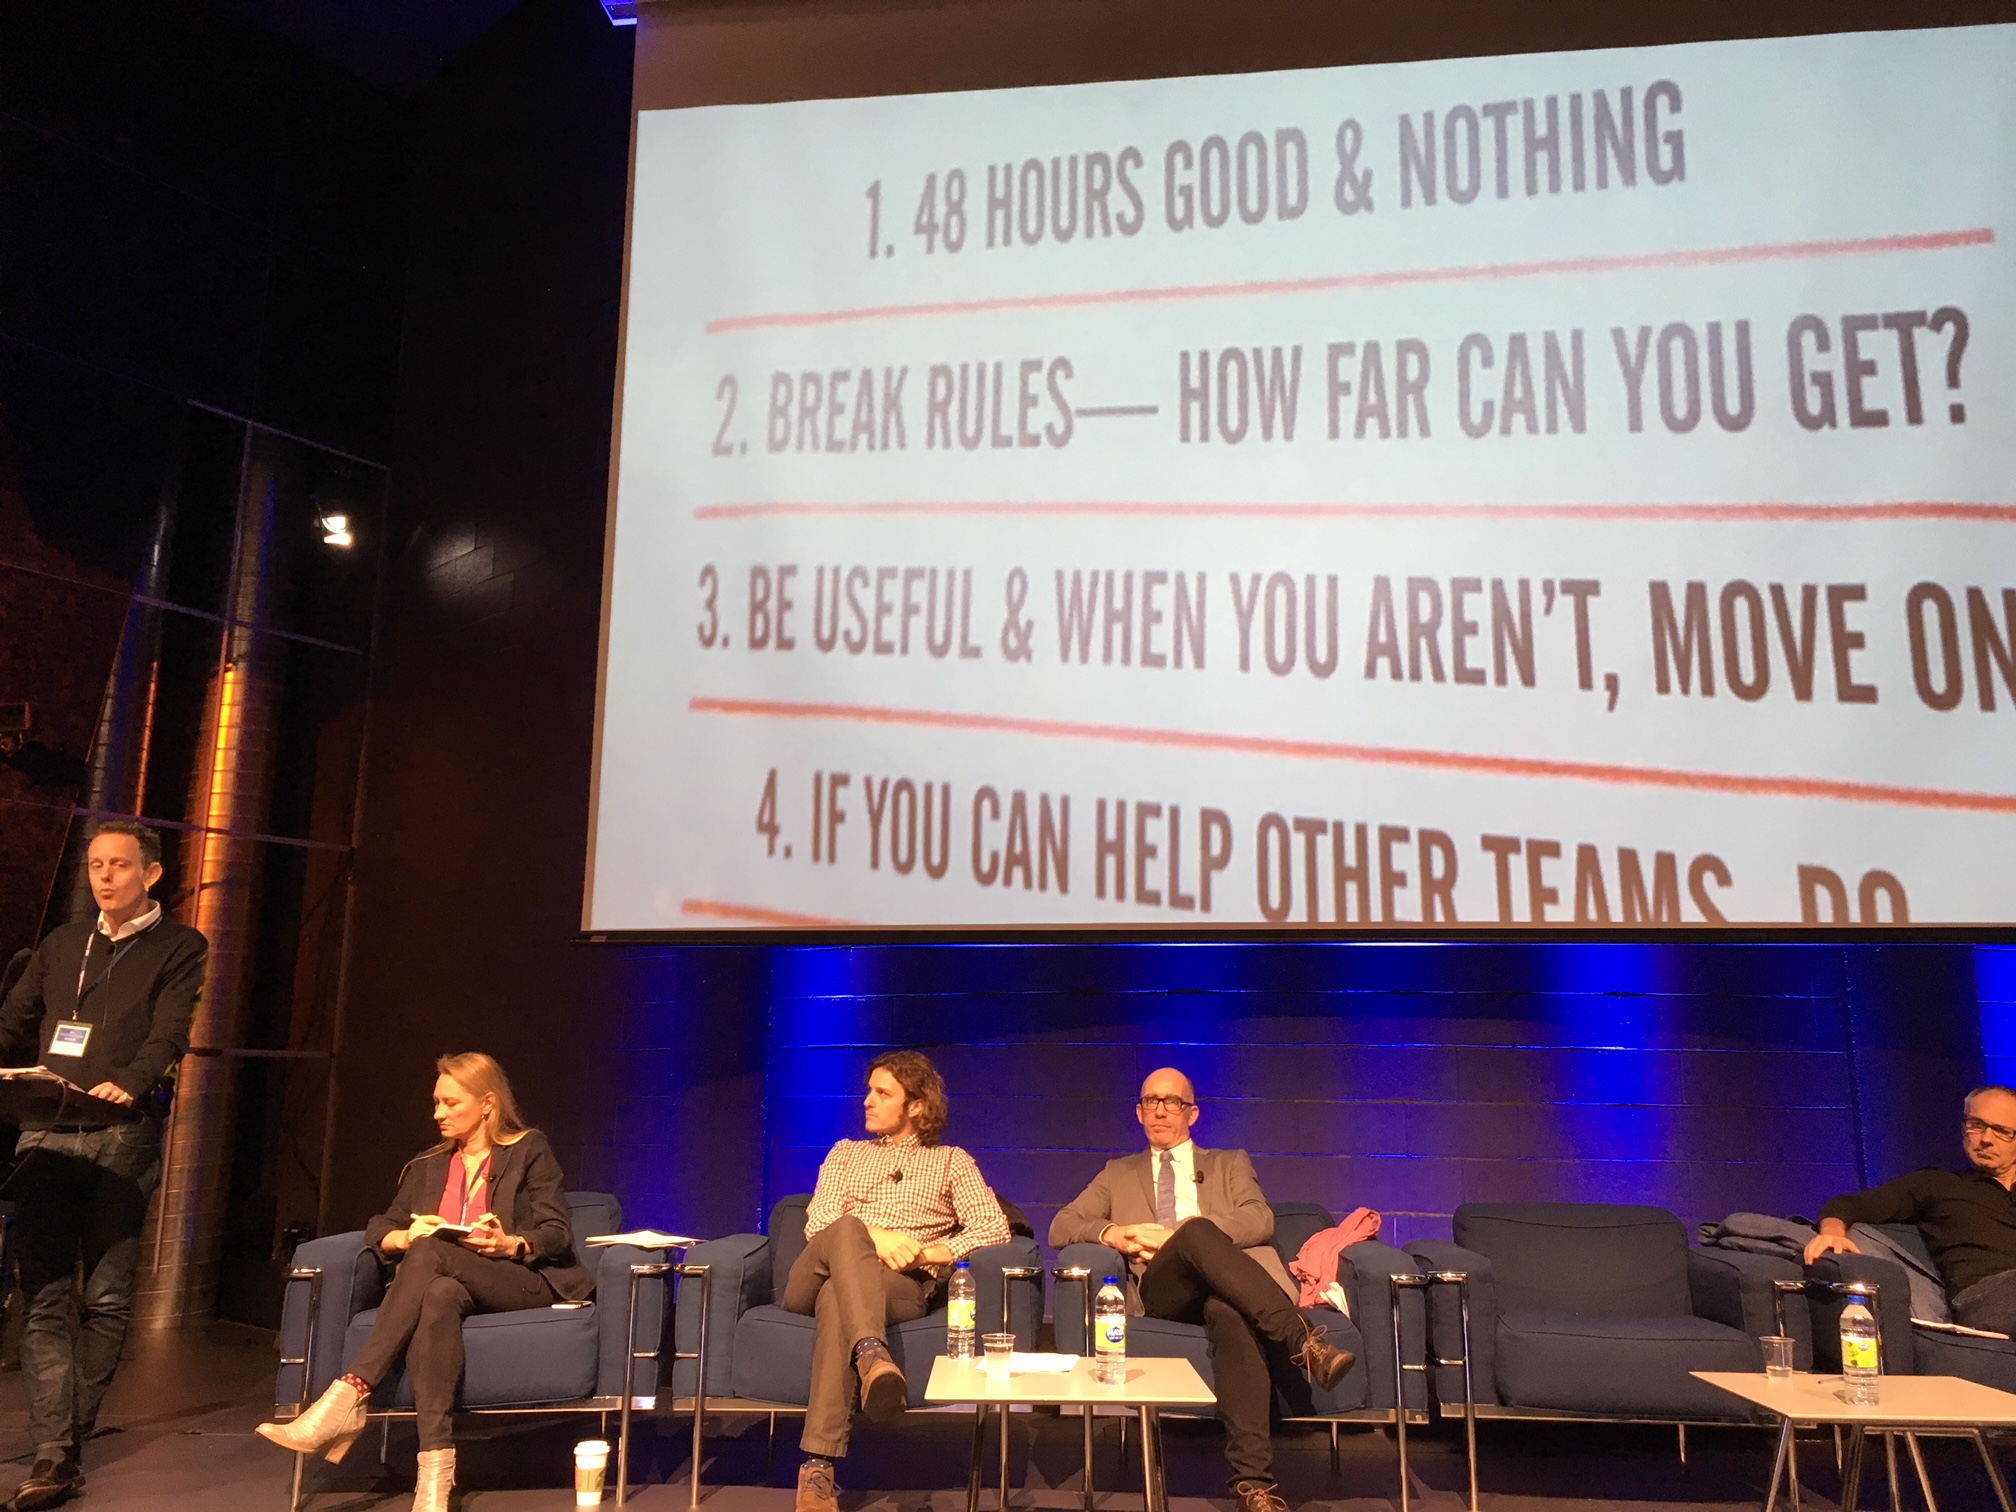 1. 48 HOURS GOOD & NOTHING
2. BREAK RULES— HOW FAR CAN YOU GET?
3. BE USEFUL & WHEN YOU AREN'T, MOVE ON
4. IF YOU CAN HELP OTHER TEAMS, DO